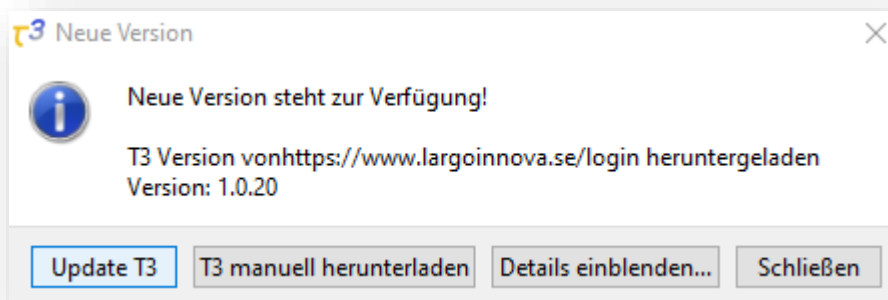 τ3 Neue Version
Neue Version steht zur Verfügung!
T3 Version vonhttps://www.largoinnova.se/login heruntergeladen
Version: 1.0.20
Update T3 T3 manuell herunterladen Details einblenden... Schließen